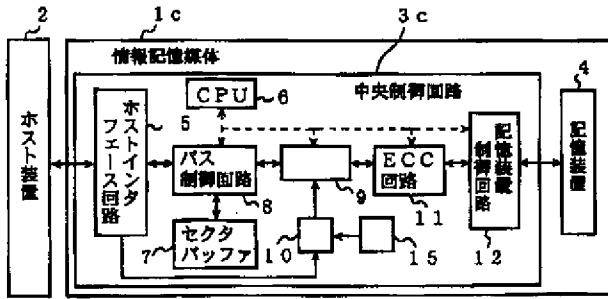 2
1c
3c
情報記憶媒体
中央制御回路
4
ホスト装置
ホストインタフェース回路
5
CPU
6
バス制御回路
8
9
ECC回路
11
記憶装置制御回路
12
記憶装置
7
セクタバッファ
10
15